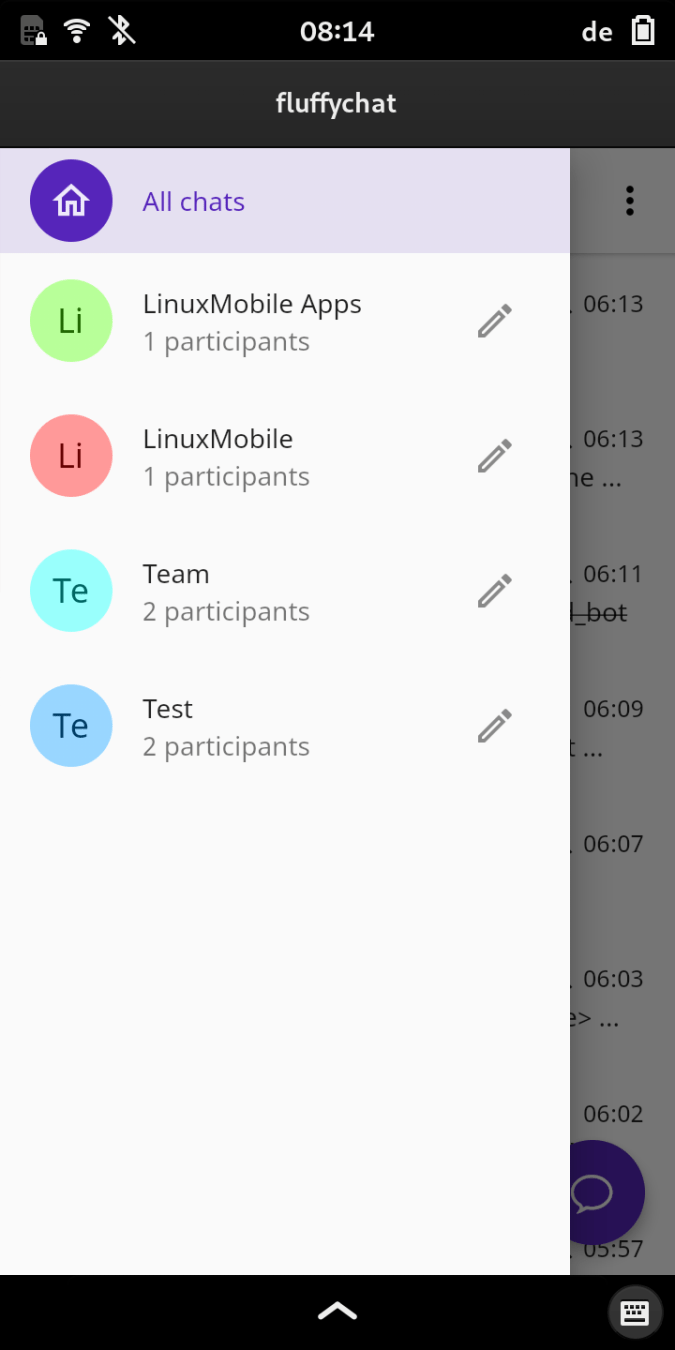 08:14
de
fluffychat
All chats
Li
LinuxMobile Apps
1 participants
. 06:13
Li
LinuxMobile
1 participants
. 06:13
ne ...
Te
Team
2 participants
. 06:11
d_bot
Te
Test
2 participants
06:09
t ...
. 06:07
. 06:03
e> ...
06:02
. 05:57